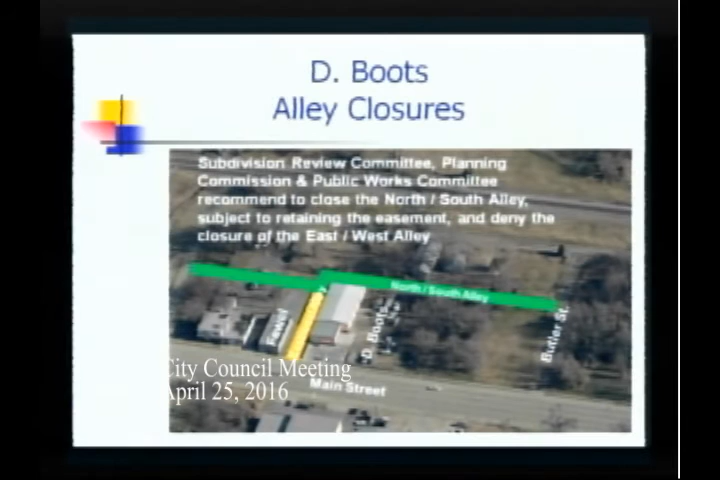 D. Boots
Alley Closures
Subdivision Review Committee, Planning
Commission & Public Works Committee
recommend to close the North / South Alley,
subject to retaining the easement, and deny the
closure of the East / West Alley
North / South Alley
Fewel
D. Boots
Butler St.
City Council Meeting
April 25, 2016
Main Street